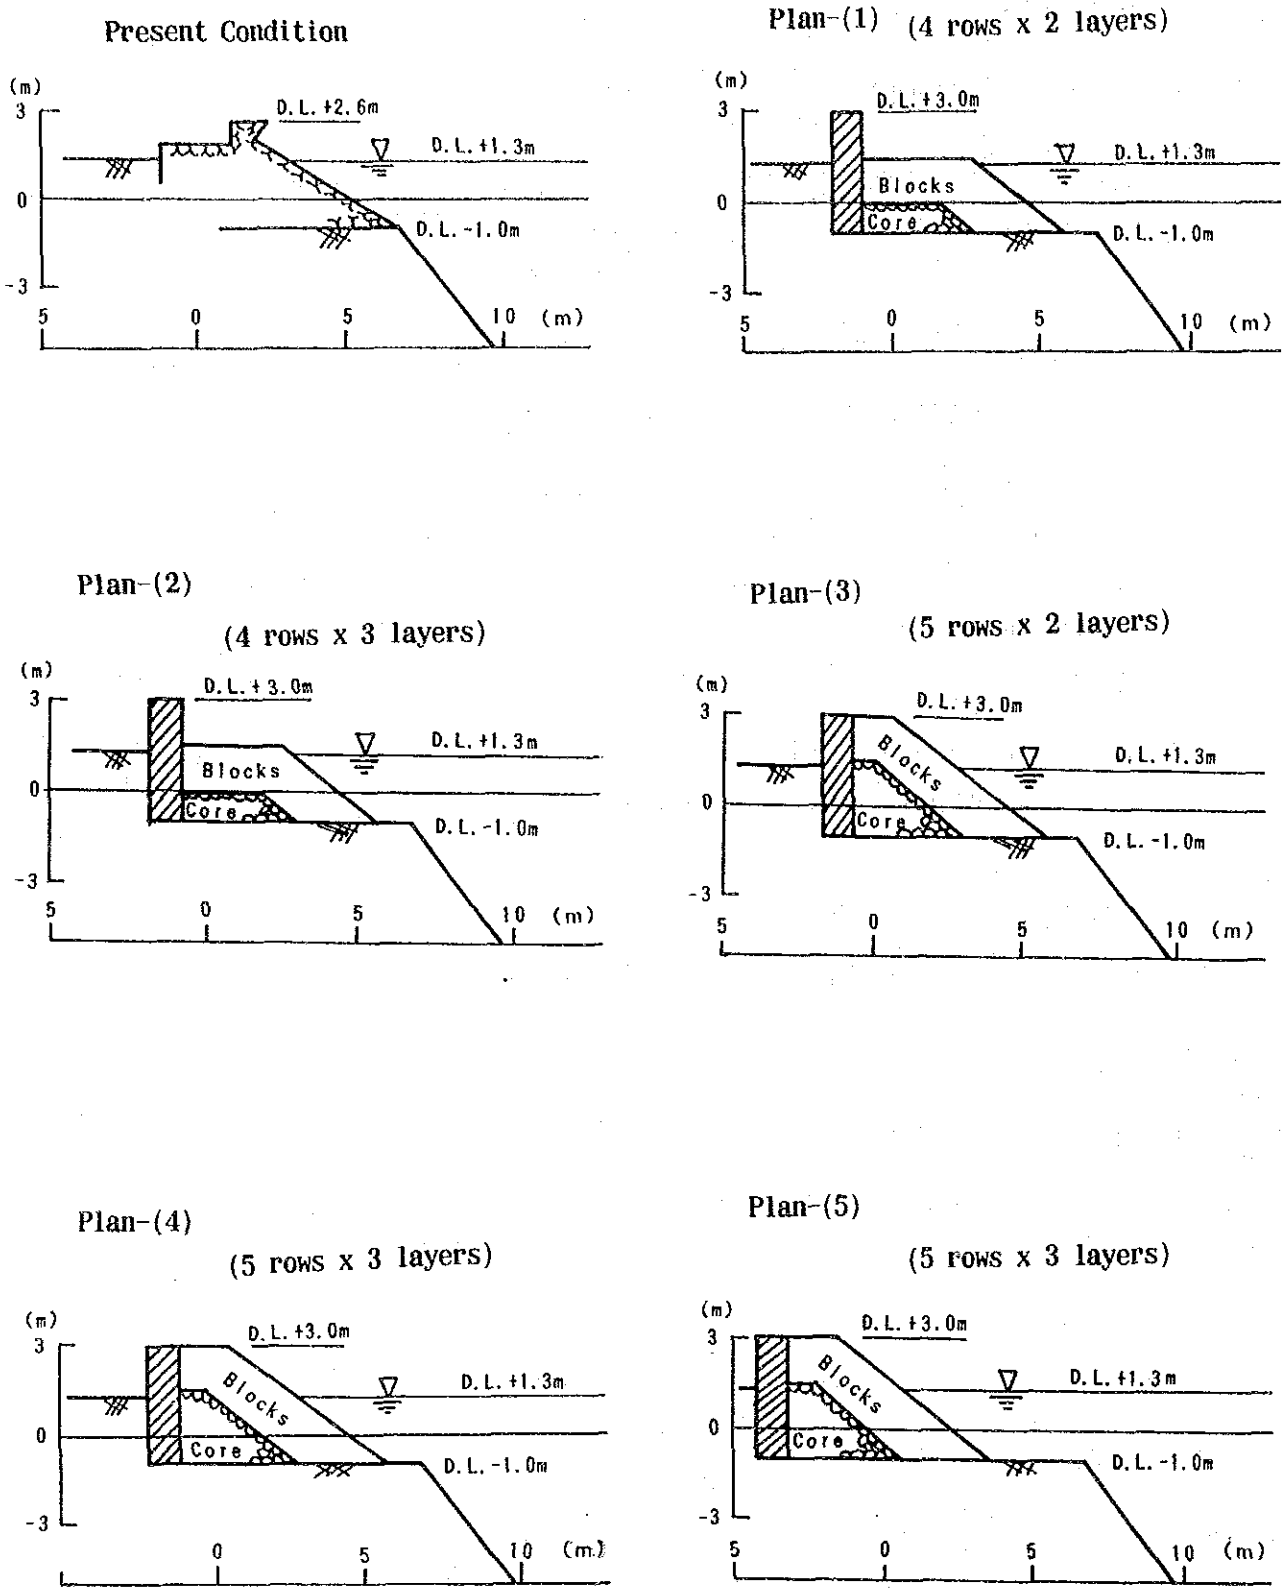 Present Condition
(m)
3
D.L. +2.6m
D.L. +1.3m
0
D.L. -1.0m
-3
5 0 5 10 (m)
Plan-(1) (4 rows x 2 layers)
(m)
3
D.L. +3.0m
D.L. +1.3m
Blocks
0
Core
D.L. -1.0m
-3
5 0 5 10 (m)
Plan-(2)
(4 rows x 3 layers)
(m)
3
D.L. +3.0m
D.L. +1.3m
Blocks
0
Core
D.L. -1.0m
-3
5 0 5 10 (m)
Plan-(3)
(5 rows x 2 layers)
(m)
3
D.L. +3.0m
Blocks
D.L. +1.3m
0
Core
D.L. -1.0m
-3
5 0 5 10 (m)
Plan-(4)
(5 rows x 3 layers)
(m)
3
D.L. +3.0m
D.L. +1.3m
Blocks
0
Core
D.L. -1.0m
-3
0 5 10 (m)
Plan-(5)
(5 rows x 3 layers)
(m)
3
D.L. +3.0m
Blocks
D.L. +1.3m
0
Core
D.L. -1.0m
-3
5 0 5 10 (m)